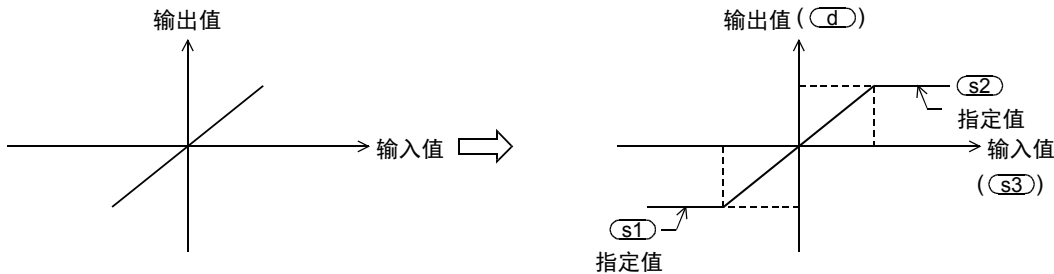 输出值
输入值
输出值(d)
s2
指定值
输入值
(s3)
s1
指定值